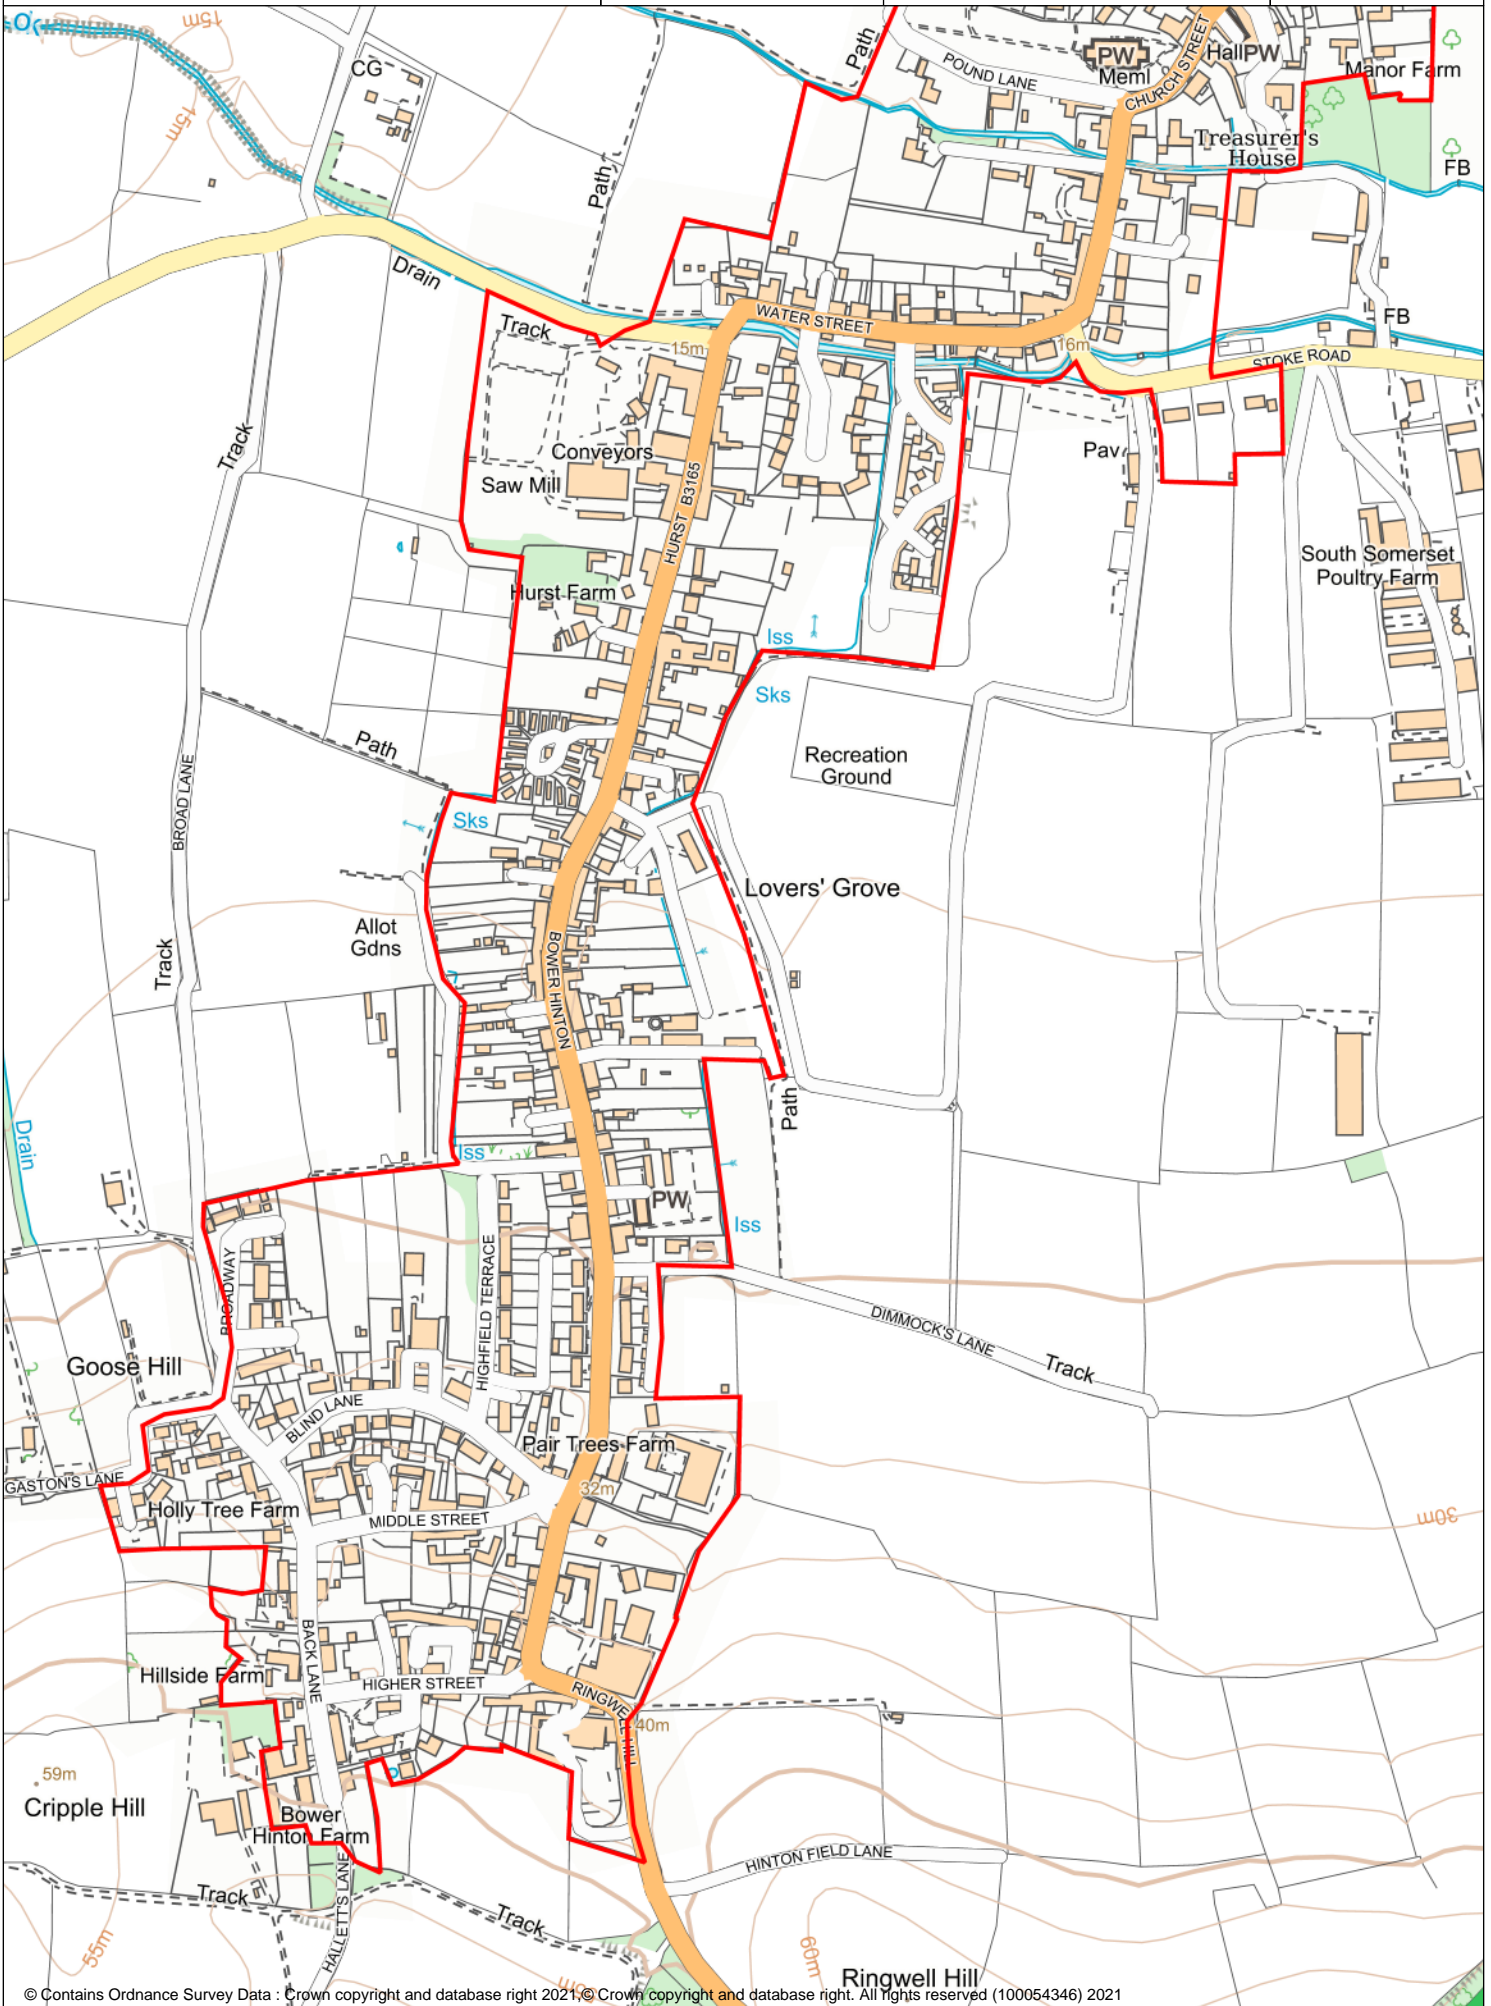 15m
CG
Path
PW
Meml
Hall
PW
POUND LANE
CHURCH STREET
Manor Farm
15m
Treasurer's
House
FB
Path
Drain
FB
Track
WATER STREET
15m
16m
STOKE ROAD
Track
Conveyors
Saw Mill
HURST B3165
Pav
South Somerset
Poultry Farm
Hurst Farm
Iss
Sks
Path
Recreation
Ground
BROAD LANE
Sks
Lovers' Grove
Allot
Gdns
Track
BOWER HINTON
Path
Drain
Iss
PW
Iss
BROADWAY
HIGHFIELD TERRACE
DIMMOCK'S LANE
Track
Goose Hill
BLIND LANE
Pair Trees Farm
GASTON'S LANE
32m
Holly Tree Farm
MIDDLE STREET
30m
BACK LANE
Hillside Farm
HIGHER STREET
RINGWELL HILL
40m
59m
Cripple Hill
Bower
Hinton Farm
HINTON FIELD LANE
Track
HALLETT'S LANE
Track
55m
60m
Ringwell Hill
© Contains Ordnance Survey Data : Crown copyright and database right 2021,© Crown copyright and database right. All rights reserved (100054346) 2021